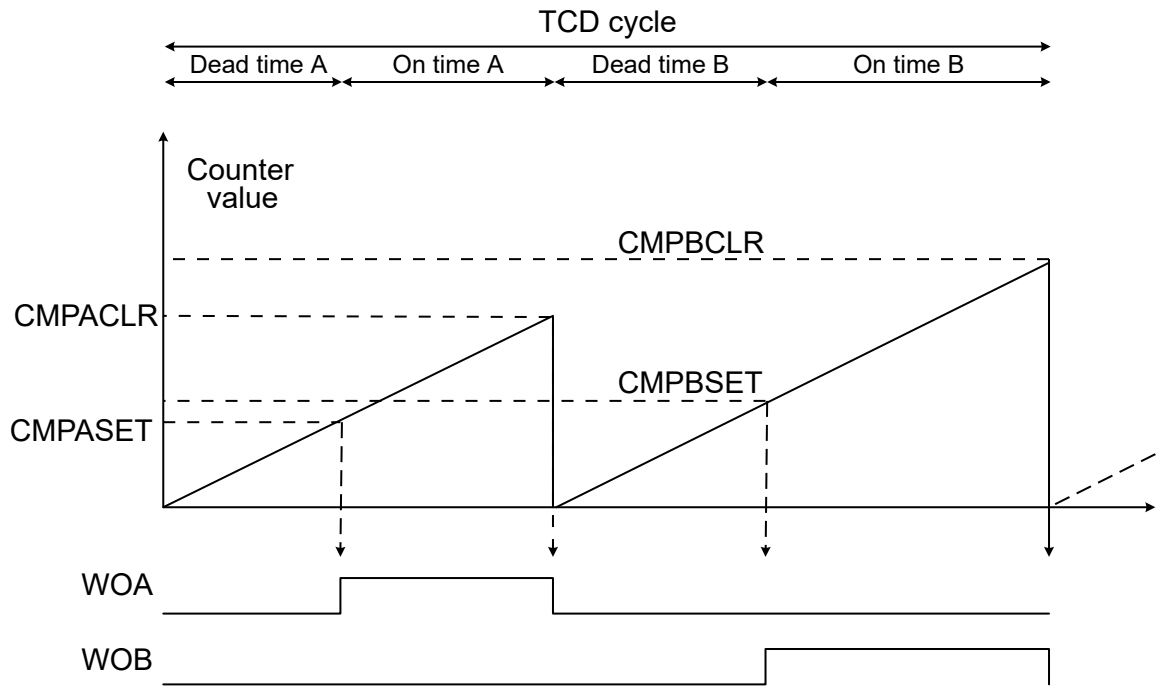 TCD cycle
Dead time A
On time A
Dead time B
On time B
Counter
value
CMPBCLR
CMPACLR
CMPBSET
CMPASET
WOA
WOB